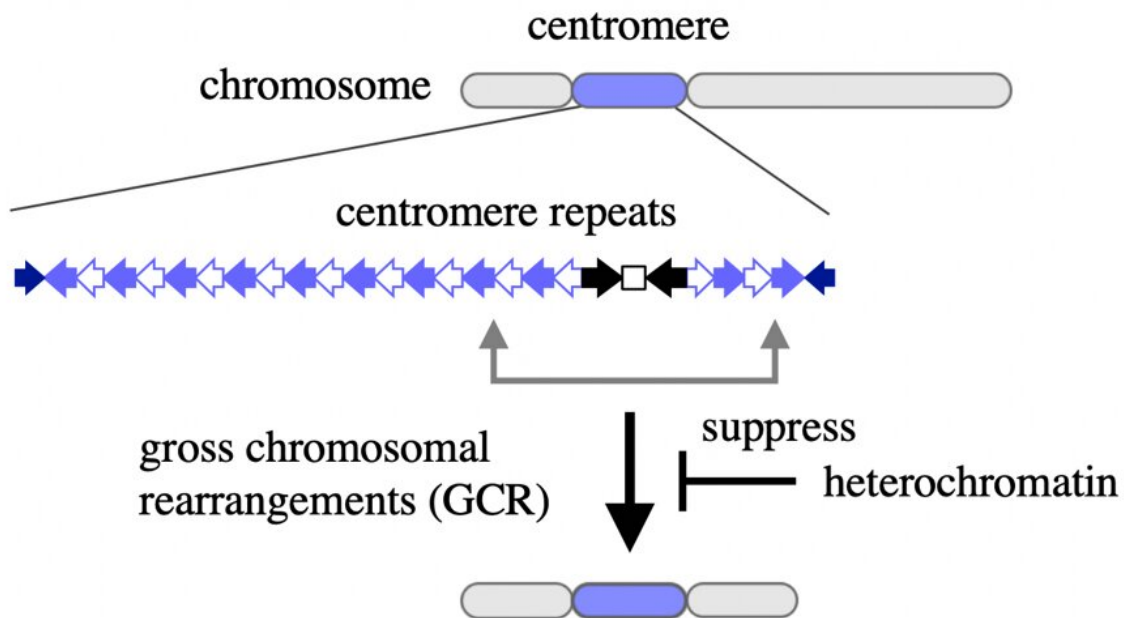 centromere
chromosome
centromere repeats
gross chromosomal
rearrangements (GCR)
suppress
heterochromatin